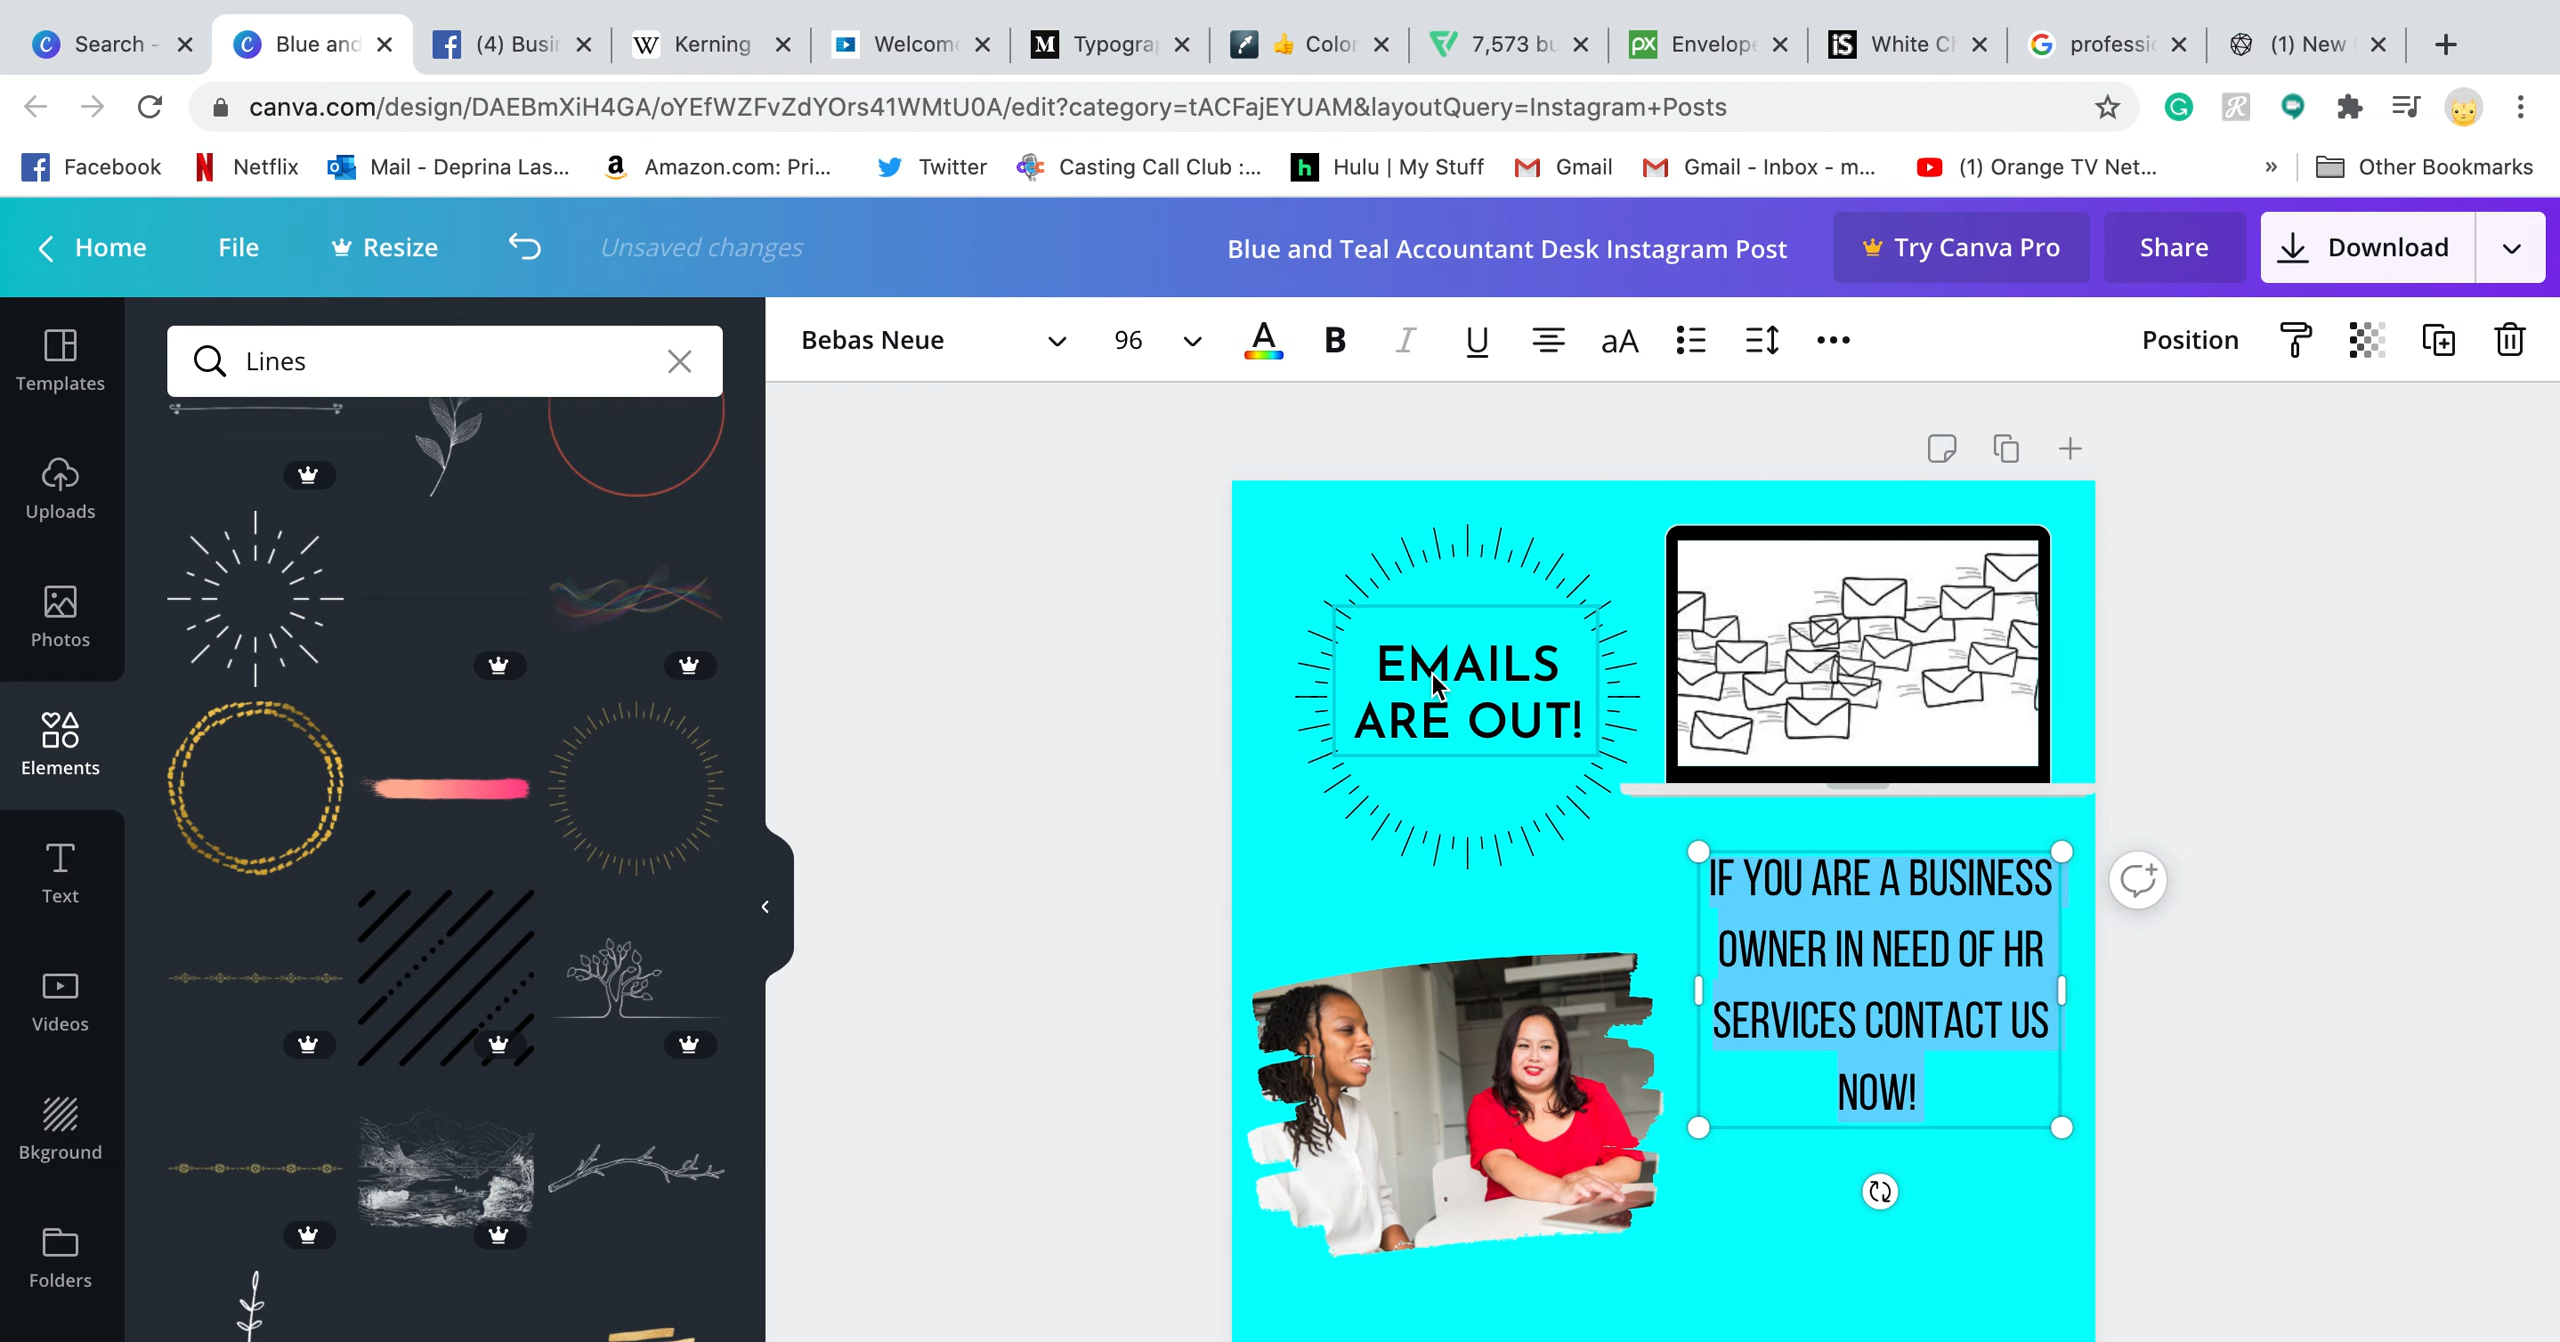 Search -
Blue and
(4) Busin
Kerning
Welcome
Typogra
👍 Color
7,573 bu
Envelope
White Ch
professio
(1) New
canva.com/design/DAEBmXiH4GA/oYEfWZFvZdYOrs41WMtU0A/edit?category=tACFajEYUAM&layoutQuery=Instagram+Posts
Facebook
Netflix
Mail - Deprina Las...
Amazon.com: Pri...
Twitter
Casting Call Club :...
Hulu | My Stuff
Gmail
Gmail - Inbox - m...
(1) Orange TV Net...
»
Other Bookmarks
Home
File
Resize
Unsaved changes
Blue and Teal Accountant Desk Instagram Post
Try Canva Pro
Share
Download
Templates
Uploads
Photos
Elements
Text
Videos
Bkground
Folders
Lines
Bebas Neue
96
A
B
I
U
aA
Position
EMAILS
ARE OUT!
IF YOU ARE A BUSINESS
OWNER IN NEED OF HR
SERVICES CONTACT US
NOW!